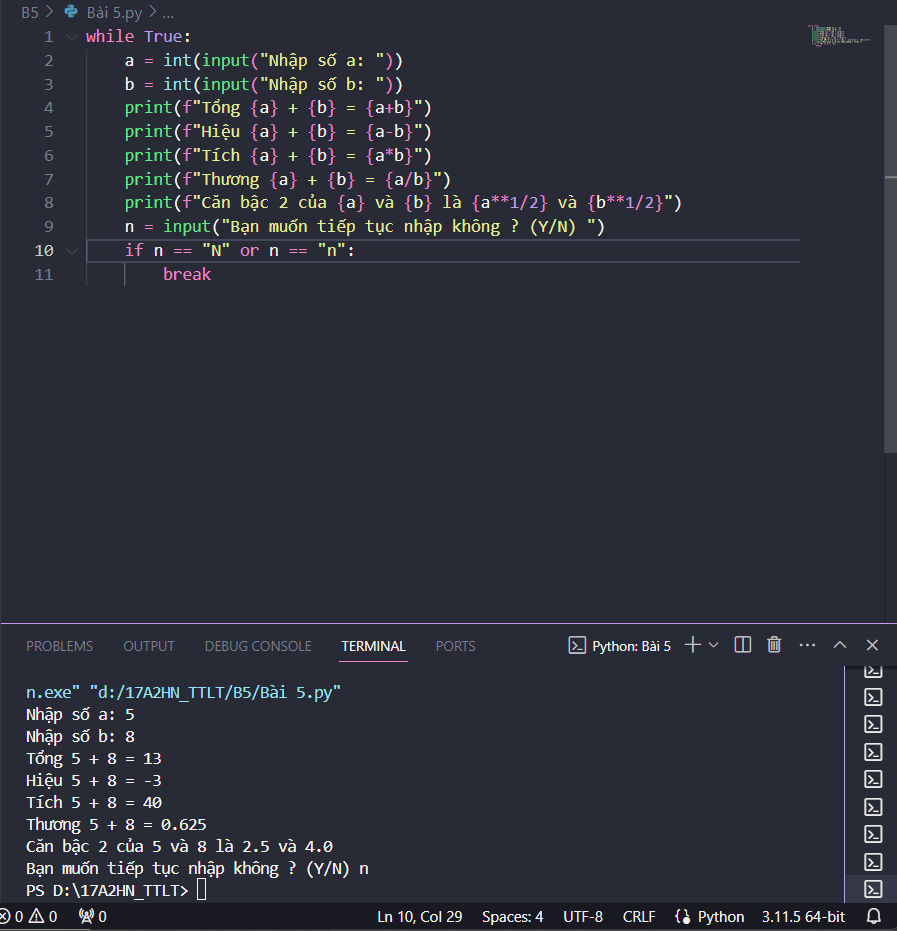 B5 > Bài 5.py > ...
1 while True:
2     a = int(input("Nhập số a: "))
3     b = int(input("Nhập số b: "))
4     print(f"Tổng {a} + {b} = {a+b}")
5     print(f"Hiệu {a} + {b} = {a-b}")
6     print(f"Tích {a} + {b} = {a*b}")
7     print(f"Thương {a} + {b} = {a/b}")
8     print(f"Căn bậc 2 của {a} và {b} là {a**1/2} và {b**1/2}")
9     n = input("Bạn muốn tiếp tục nhập không ? (Y/N) ")
10     if n == "N" or n == "n":
11         break
PROBLEMS OUTPUT DEBUG CONSOLE TERMINAL PORTS Python: Bài 5
n.exe" "d:/17A2HN_TTLT/B5/Bài 5.py"
Nhập số a: 5
Nhập số b: 8
Tổng 5 + 8 = 13
Hiệu 5 + 8 = -3
Tích 5 + 8 = 40
Thương 5 + 8 = 0.625
Căn bậc 2 của 5 và 8 là 2.5 và 4.0
Bạn muốn tiếp tục nhập không ? (Y/N) n
PS D:\17A2HN_TTLT>
0 0 0 Ln 10, Col 29 Spaces: 4 UTF-8 CRLF Python 3.11.5 64-bit